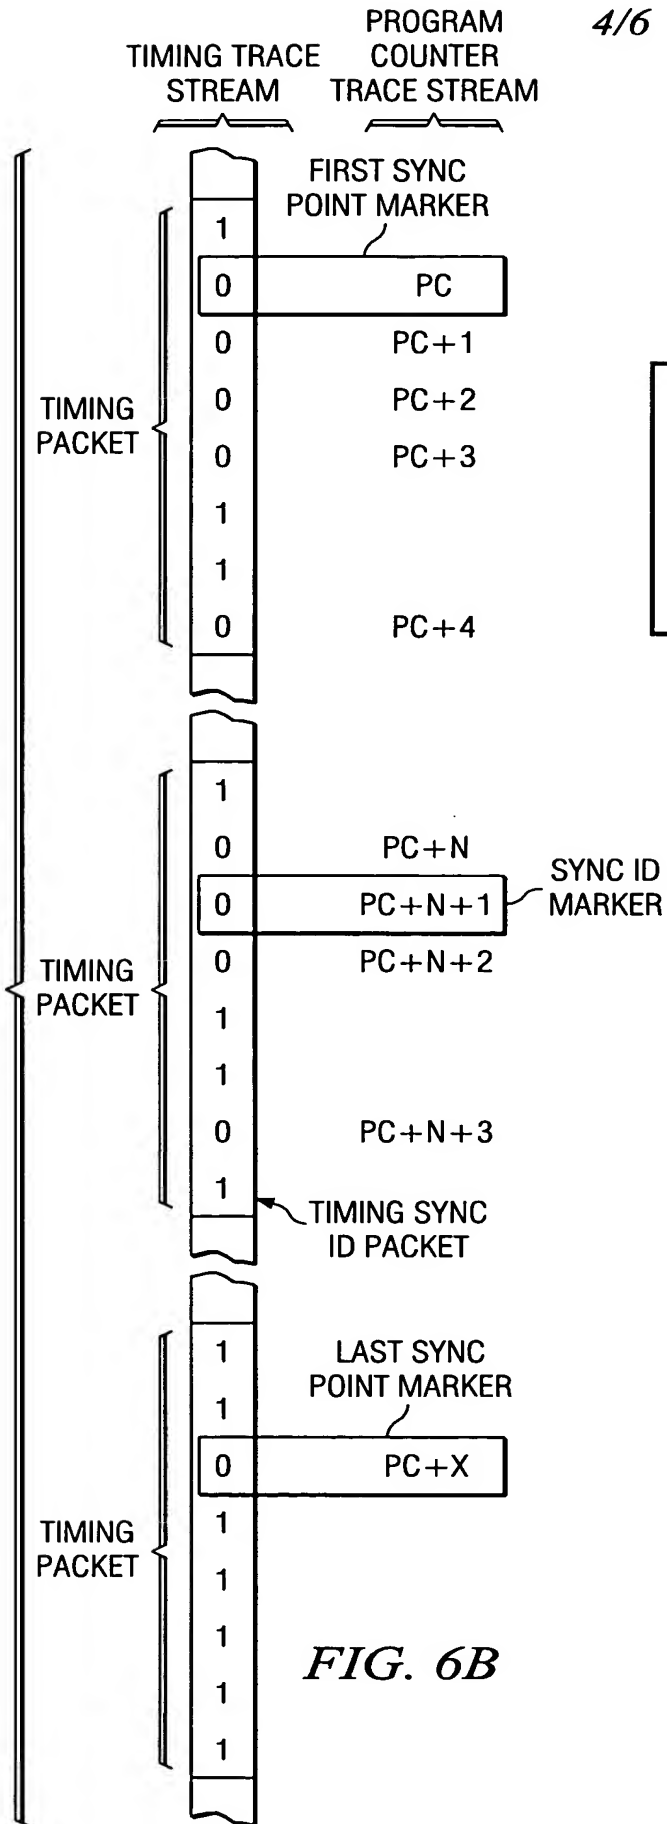 4/6
TIMING TRACE
STREAM
PROGRAM
COUNTER
TRACE STREAM
FIRST SYNC
POINT MARKER
1
0 PC
0 PC+1
0 PC+2
0 PC+3
1
1
0 PC+4
TIMING
PACKET
1
0 PC+N
0 PC+N+1
0 PC+N+2
1
1
0 PC+N+3
1
SYNC ID
MARKER
TIMING
PACKET
TIMING SYNC
ID PACKET
LAST SYNC
POINT MARKER
1
1
0 PC+X
1
1
1
1
1
TIMING
PACKET
FIG. 6B